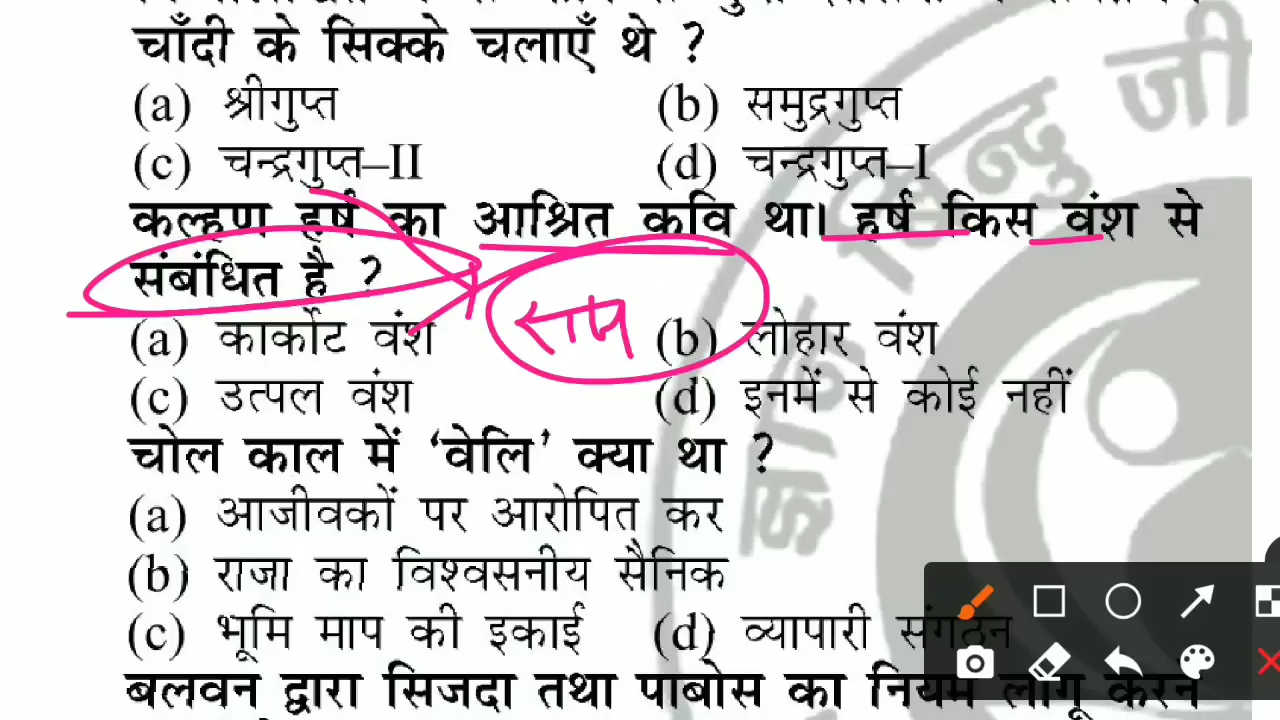 चाँदी के सिक्के चलाएँ थे ?
(a) श्रीगुप्त (b) समुद्रगुप्त
(c) चन्द्रगुप्त–II (d) चन्द्रगुप्त–I
कल्हण हर्ष का आश्रित कवि था। हर्ष किस वंश से
संबंधित है ?
(a) कार्कोट वंश (b) लोहार वंश
(c) उत्पल वंश (d) इनमें से कोई नहीं
चोल काल में ‘वेलि’ क्या था ?
(a) आजीवकों पर आरोपित कर
(b) राजा का विश्वसनीय सैनिक
(c) भूमि माप की इकाई (d) व्यापारी संगठन
बलवन द्वारा सिजदा तथा पाबोस का नियम लागू करन